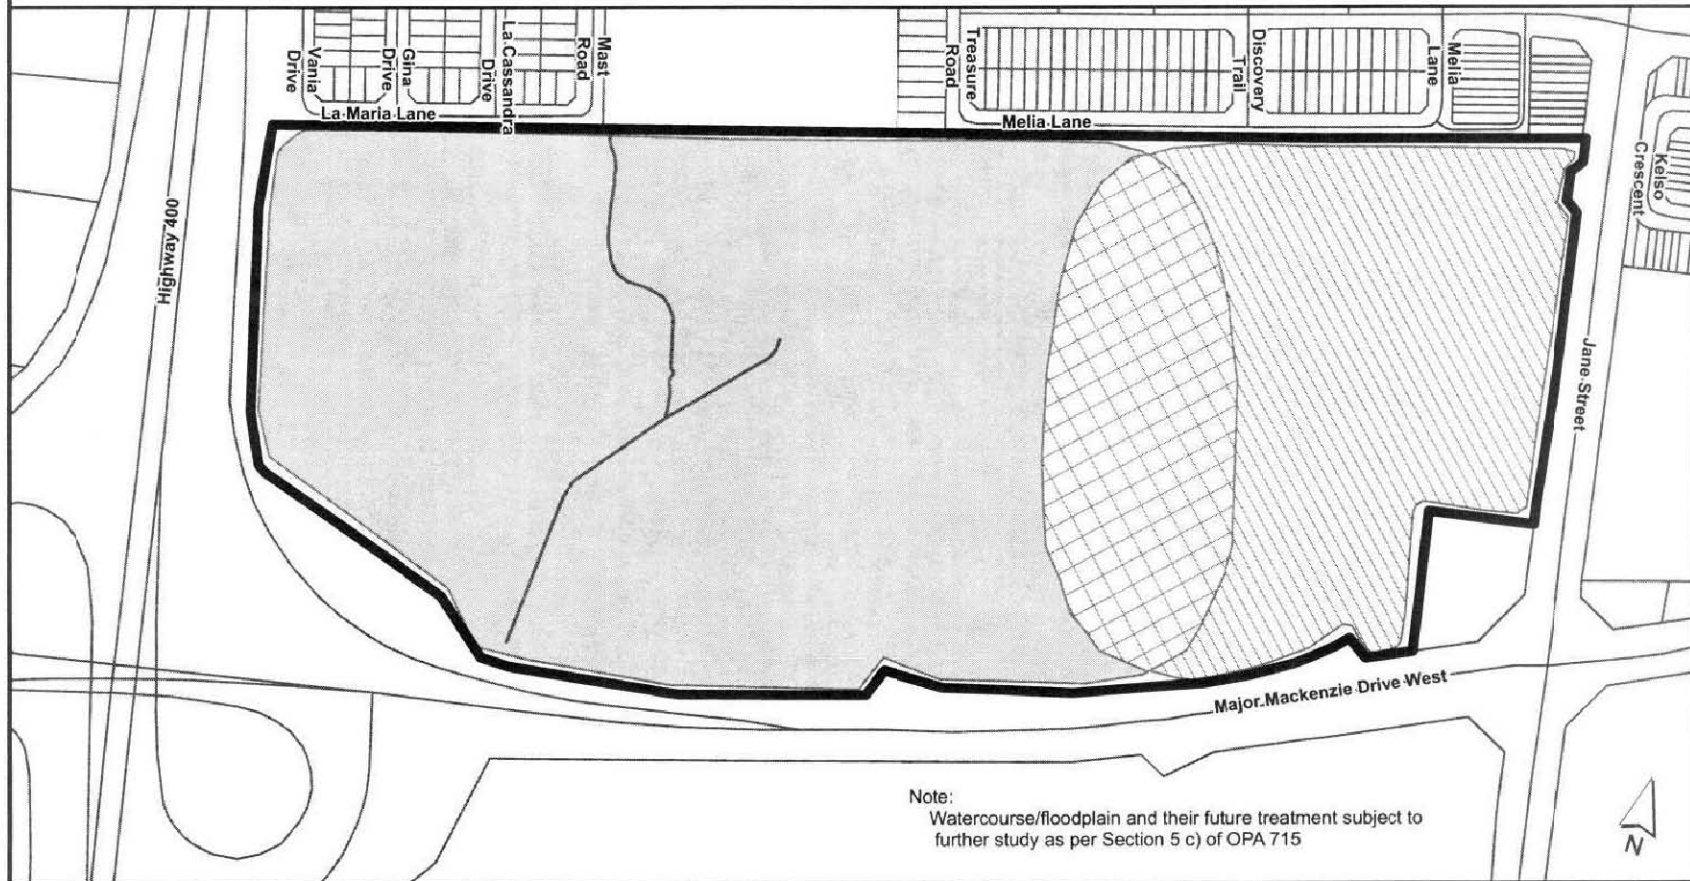 Vania
Drive
Gina
Drive
La Cassandra
Drive
Mast
Road
Treasure
Road
Discovery
Trail
Melia
Lane
La Maria Lane
Melia Lane
Kelso
Crescent
Highway 400
Jane Street
Major Mackenzie Drive West
Note:
Watercourse/floodplain and their future treatment subject to
further study as per Section 5 c) of OPA 715
N